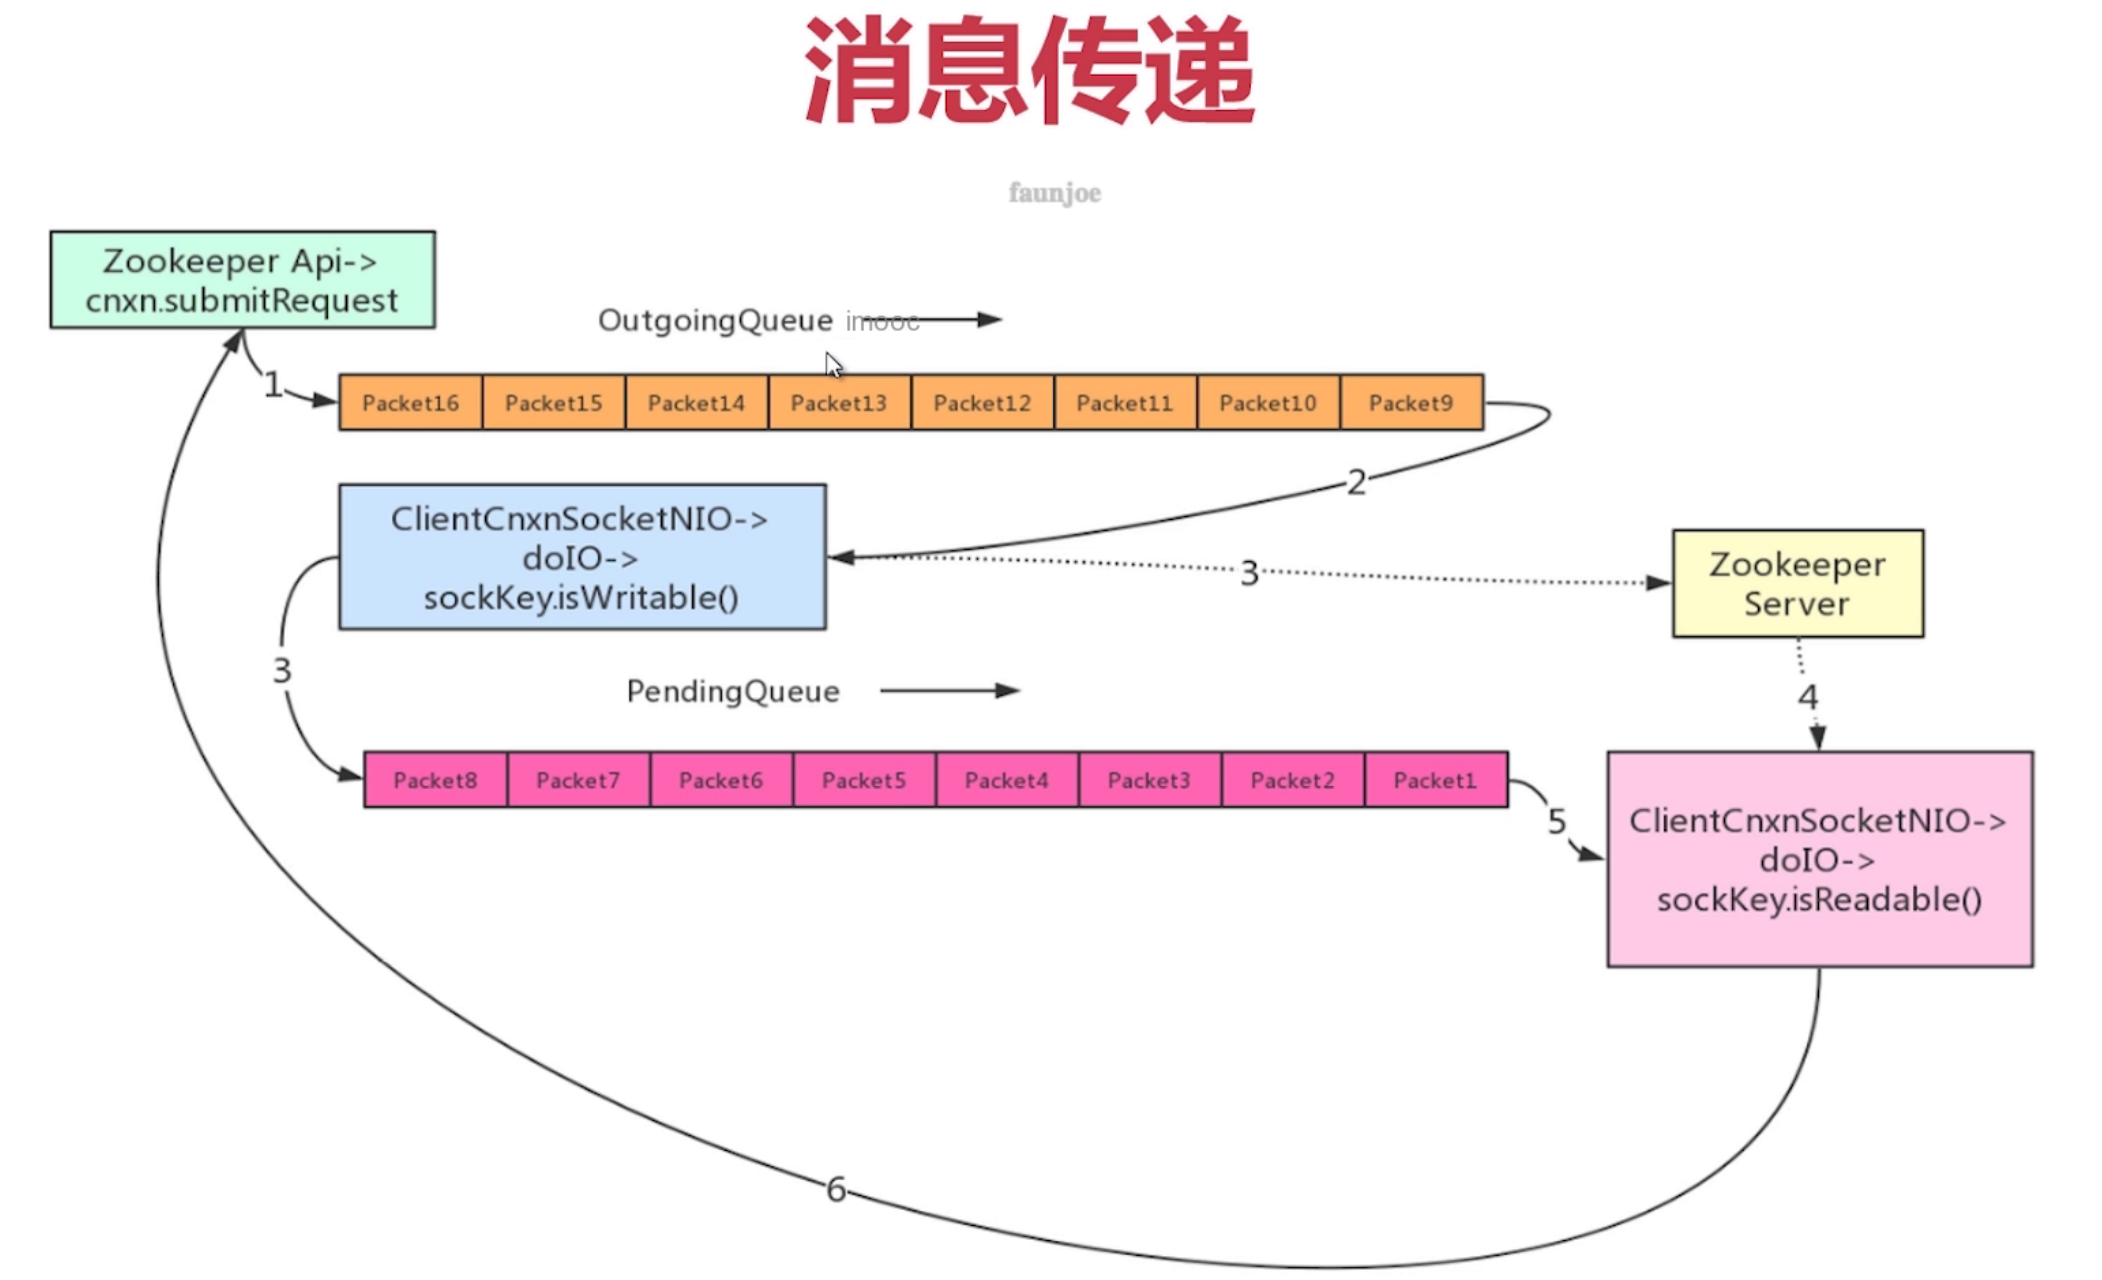 消息传递
faunjoe
Zookeeper Api->
cnxn.submitRequest
OutgoingQueue imooc
1
Packet16 Packet15 Packet14 Packet13 Packet12 Packet11 Packet10 Packet9
2
ClientCnxnSocketNIO->
doIO->
sockKey.isWritable()
3
Zookeeper
Server
3
PendingQueue
4
Packet8 Packet7 Packet6 Packet5 Packet4 Packet3 Packet2 Packet1
5
ClientCnxnSocketNIO->
doIO->
sockKey.isReadable()
6